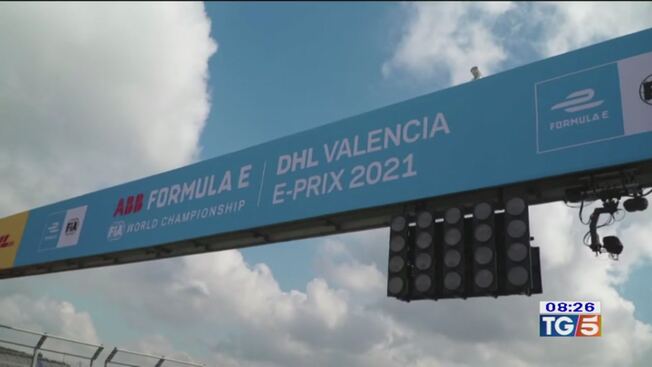 ABB FORMULA E
FIA WORLD CHAMPIONSHIP
DHL VALENCIA
E-PRIX 2021
FORMULA E
FIA
08:26
TG5